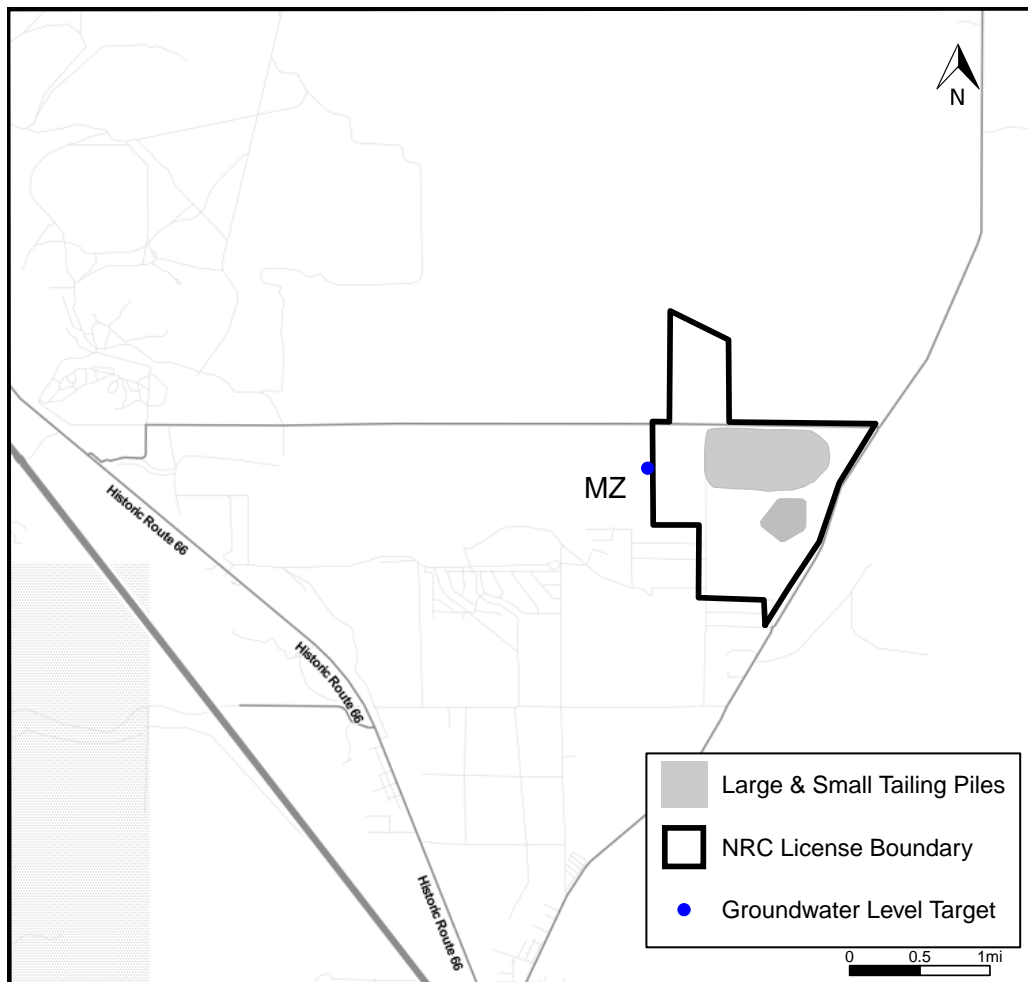 N
MZ
Historic Route 66
Historic Route 66
Historic Route 66
Large & Small Tailing Piles
NRC License Boundary
Groundwater Level Target
0 0.5 1mi